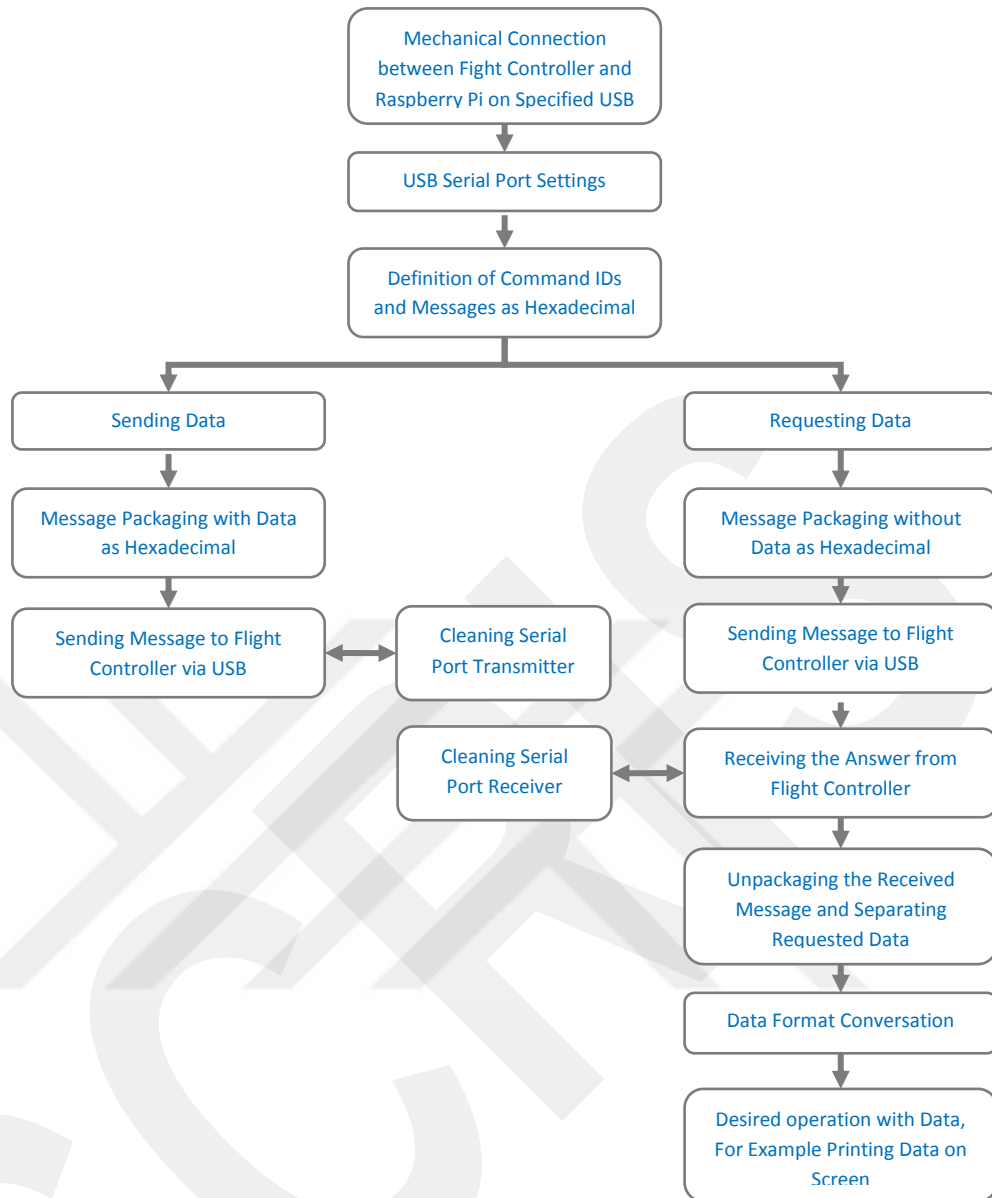 Mechanical Connection
between Fight Controller and
Raspberry Pi on Specified USB
USB Serial Port Settings
Definition of Command IDs
and Messages as Hexadecimal
Sending Data
Requesting Data
Message Packaging with Data
as Hexadecimal
Message Packaging without
Data as Hexadecimal
Sending Message to Flight
Controller via USB
Cleaning Serial
Port Transmitter
Sending Message to Flight
Controller via USB
Cleaning Serial
Port Receiver
Receiving the Answer from
Flight Controller
Unpackaging the Received
Message and Separating
Requested Data
Data Format Conversation
Desired operation with Data,
For Example Printing Data on
Screen